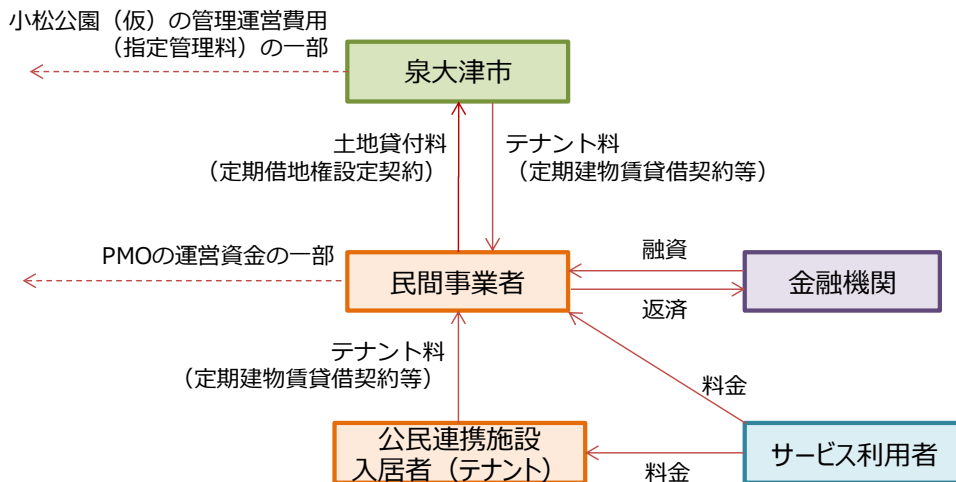 小松公園（仮）の管理運営費用
（指定管理料）の一部
泉大津市
土地貸付料
（定期借地権設定契約）
テナント料
（定期建物賃貸借契約等）
PMOの運営資金の一部
民間事業者
融資
返済
金融機関
テナント料
（定期建物賃貸借契約等）
料金
公民連携施設
入居者（テナント）
料金
サービス利用者